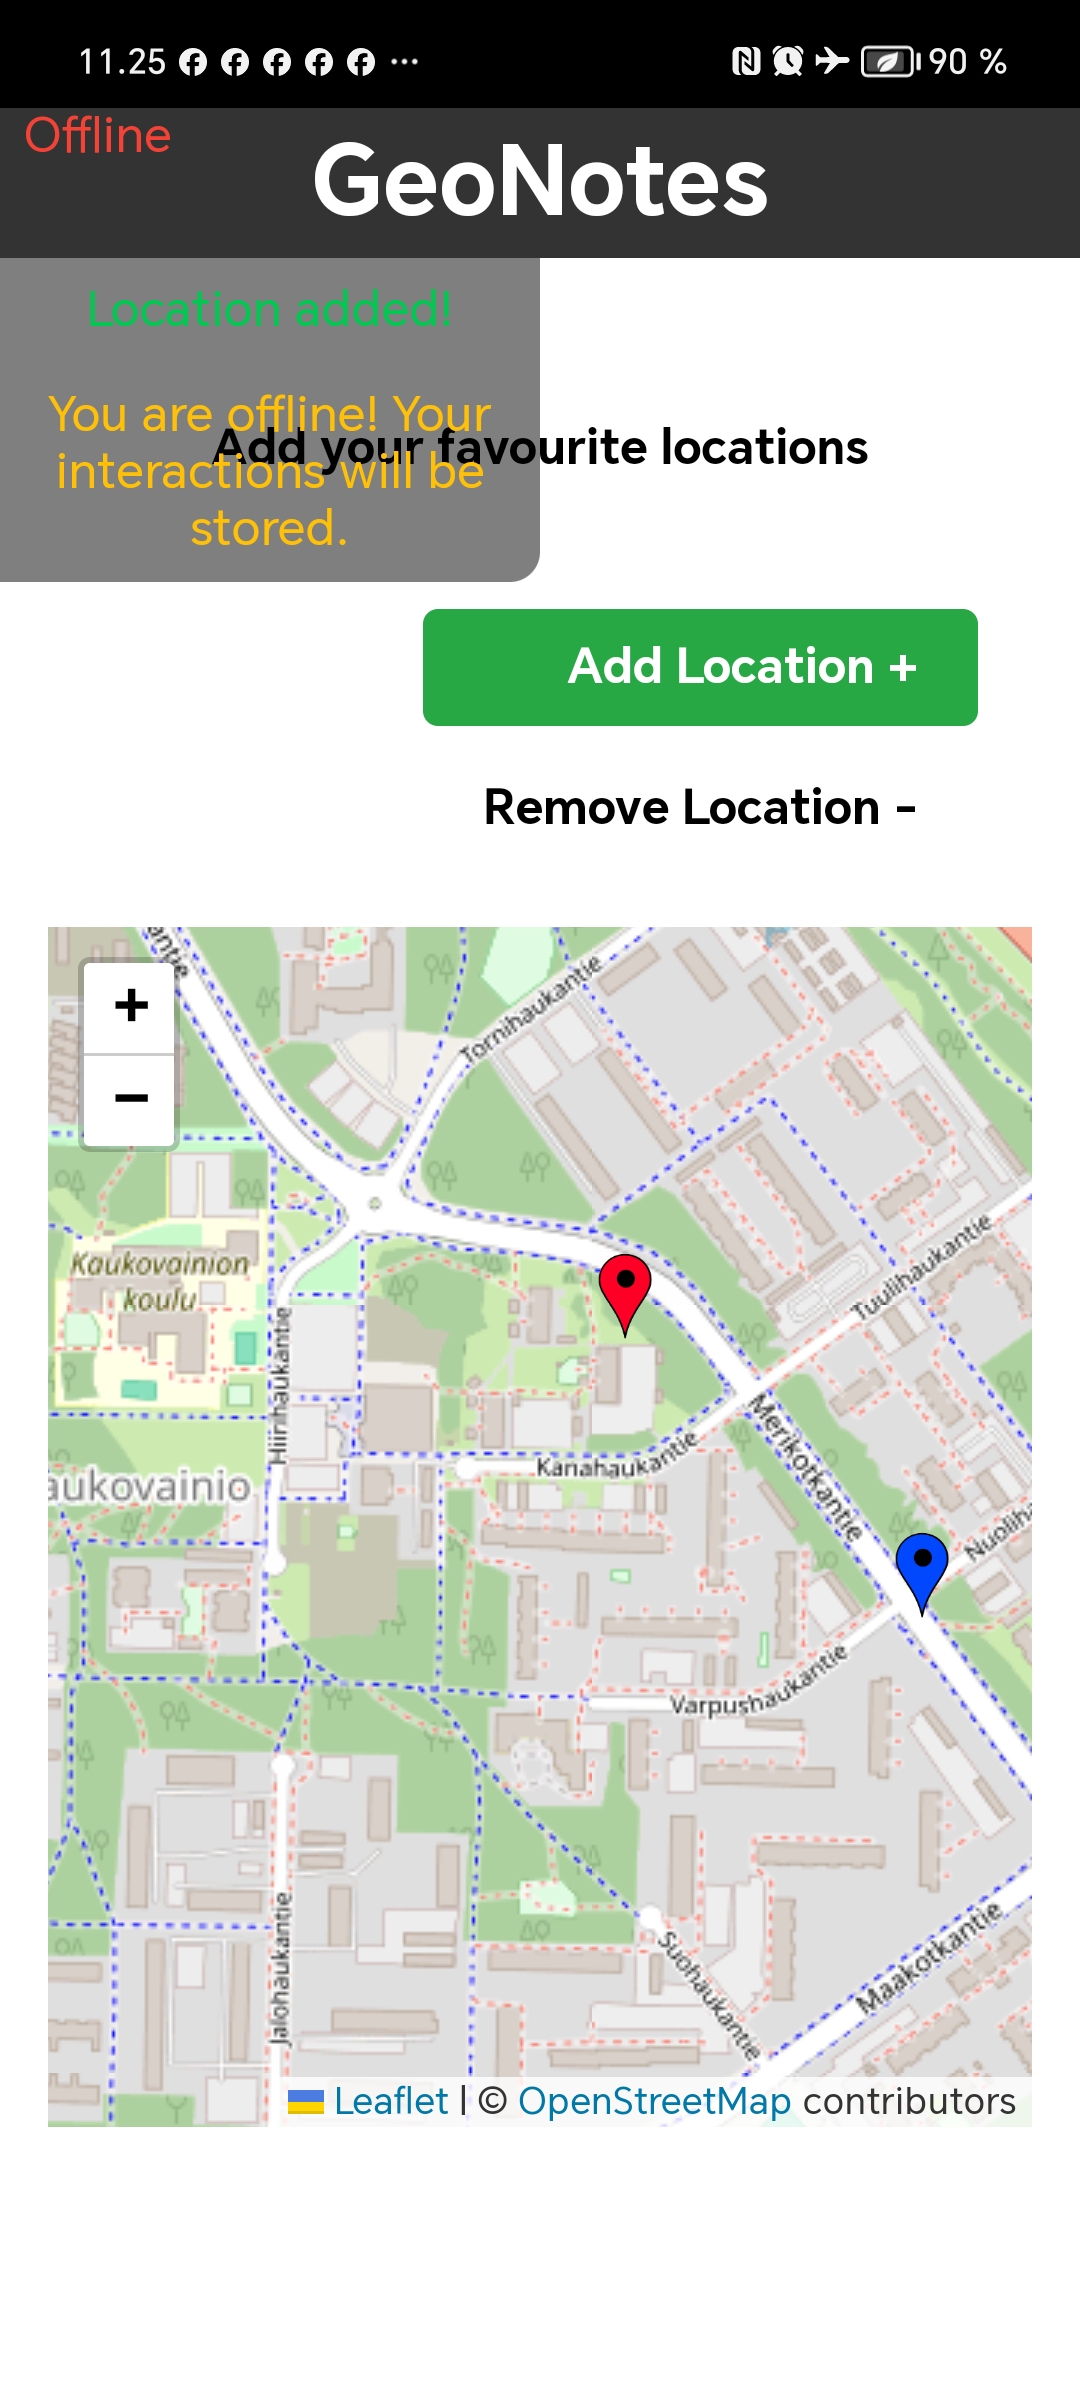 11.25 ... 90 %
Offline
GeoNotes
Location added!
You are offline! Your
interactions will be
stored.
Add your favourite locations
Add Location +
Remove Location -
+
−
antie
Tornihaukantie
Kaukovainion
koulu
Tuulihaukantie
Hiirihaukantie
Merikotkantie
Kanahaukantie
aukovainio
Nuoliha
Varpushaukantie
Jalohaukantie
Suohaukantie
Maakotkantie
Leaflet | © OpenStreetMap contributors